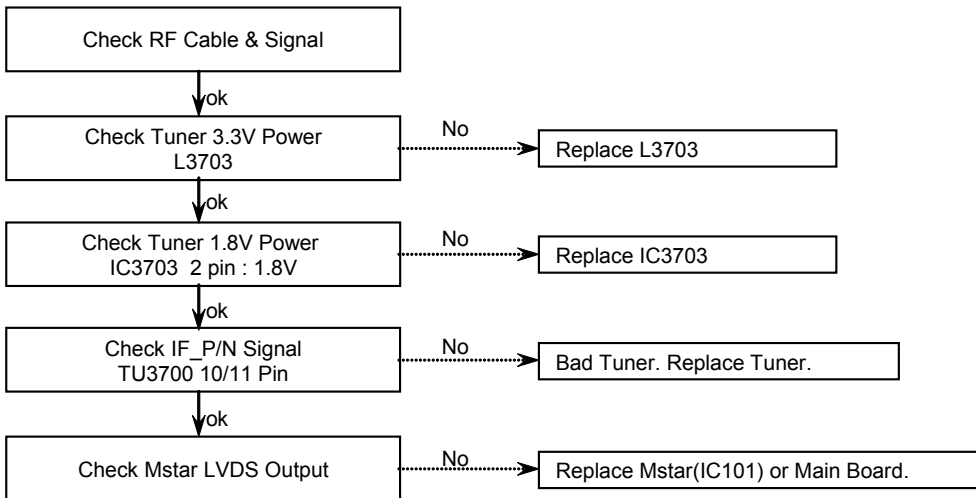 Check RF Cable & Signal
ok
Check Tuner 3.3V Power
L3703
No
Replace L3703
ok
Check Tuner 1.8V Power
IC3703 2 pin : 1.8V
No
Replace IC3703
ok
Check IF_P/N Signal
TU3700 10/11 Pin
No
Bad Tuner. Replace Tuner.
ok
Check Mstar LVDS Output
No
Replace Mstar(IC101) or Main Board.